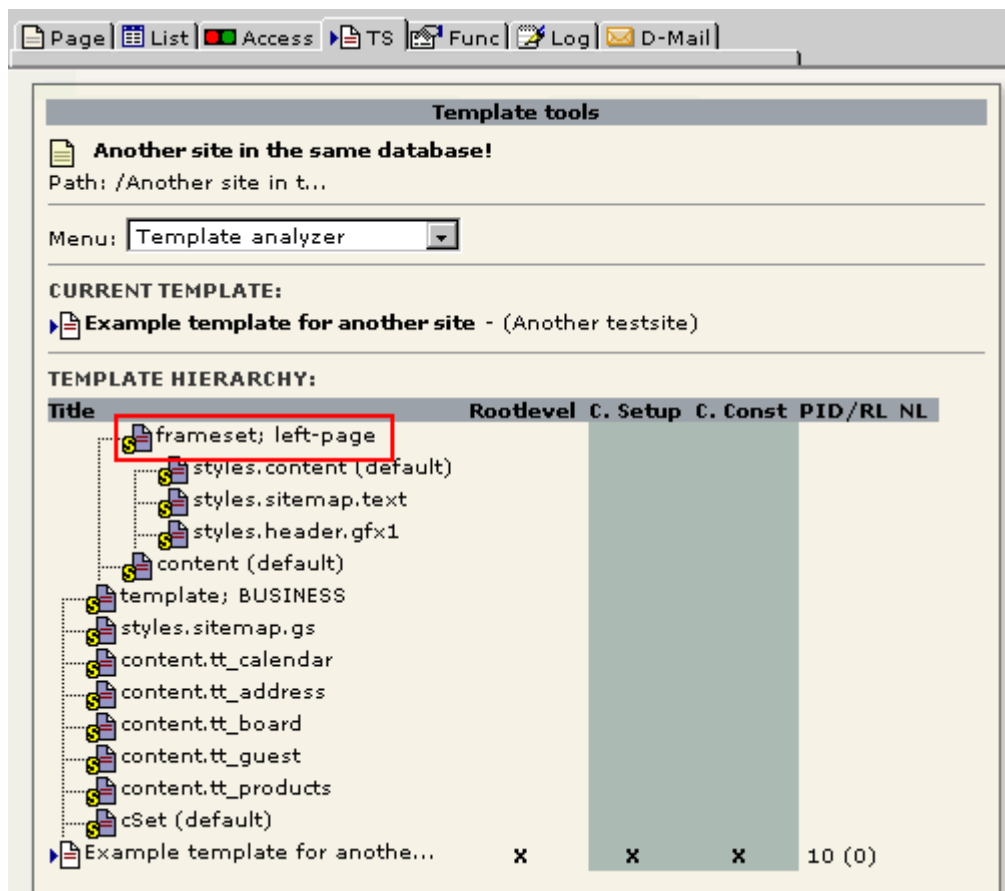 Page List Access TS Func Log D-Mail
Template tools
Another site in the same database!
Path: /Another site in t...
Menu: Template analyzer
CURRENT TEMPLATE:
Example template for another site - (Another testsite)
TEMPLATE HIERARCHY:
Title Rootlevel C. Setup C. Const PID/RL NL
frameset; left-page
styles.content (default)
styles.sitemap.text
styles.header.gfx1
content (default)
template; BUSINESS
styles.sitemap.gs
content.tt_calendar
content.tt_address
content.tt_board
content.tt_guest
content.tt_products
cSet (default)
Example template for anothe... x x x 10 (0)